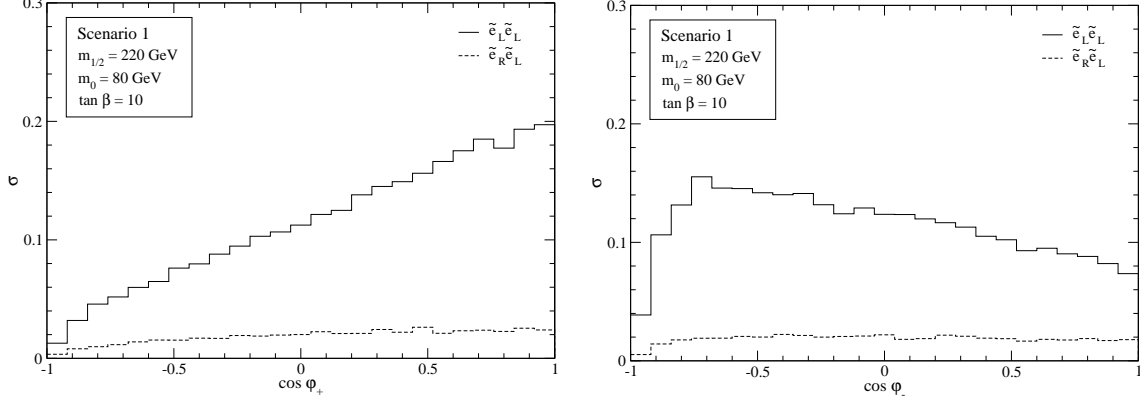 0.3
0.2
0.1
0
σ
Scenario 1
m1/2 = 220 GeV
m0 = 80 GeV
tan β = 10
ẽLẽL
ẽRẽL
-1 -0.5 0 0.5 1
cos φ+
0.3
0.2
0.1
0
σ
Scenario 1
m1/2 = 220 GeV
m0 = 80 GeV
tan β = 10
ẽLẽL
ẽRẽL
-1 -0.5 0 0.5 1
cos φ-